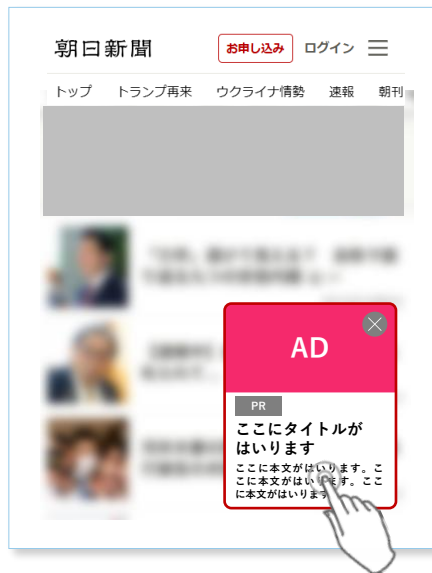 朝日新聞
お申し込み
ログイン
トップ トランプ再来 ウクライナ情勢 速報 朝刊
AD
PR
ここにタイトルが
はいります
ここに本文がはいります。こ
こに本文がはいります。ここ
に本文がはいります